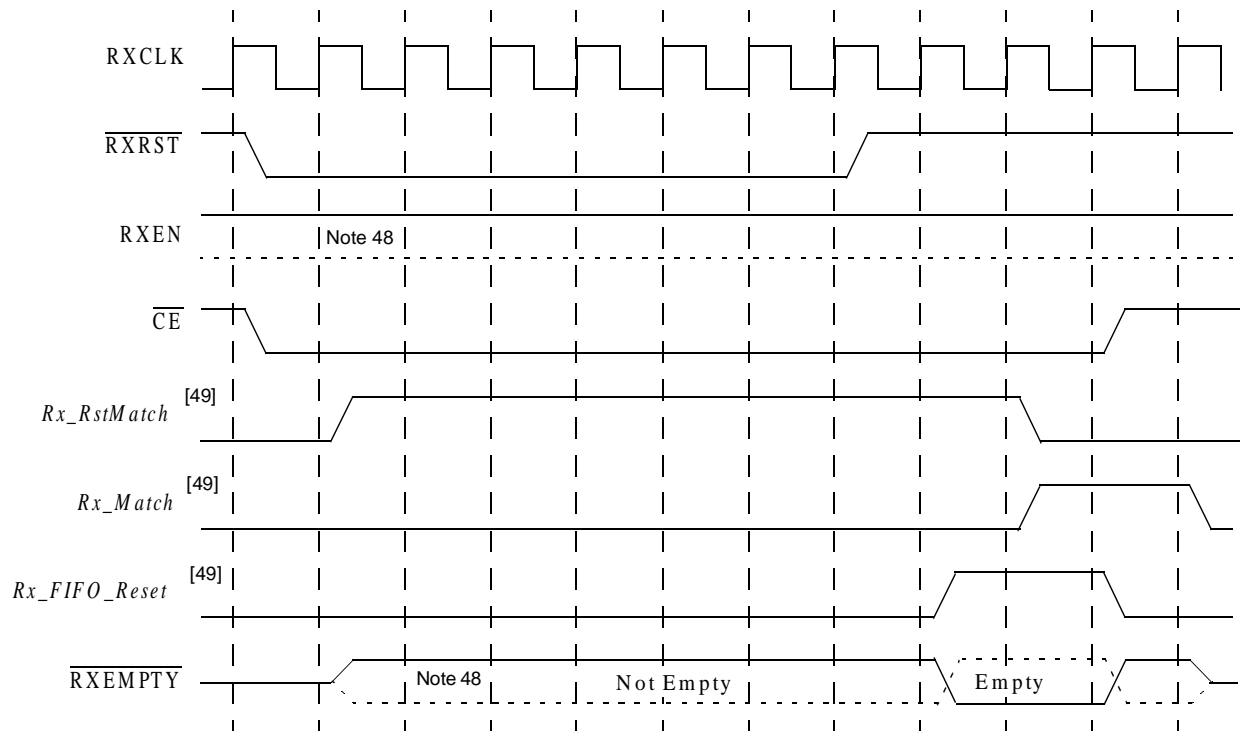 RXCLK
RXRST
RXEN
Note 48
CE
Rx_RstMatch [49]
Rx_Match [49]
Rx_FIFO_Reset [49]
RXEMPTY
Note 48
Not Empty
Empty